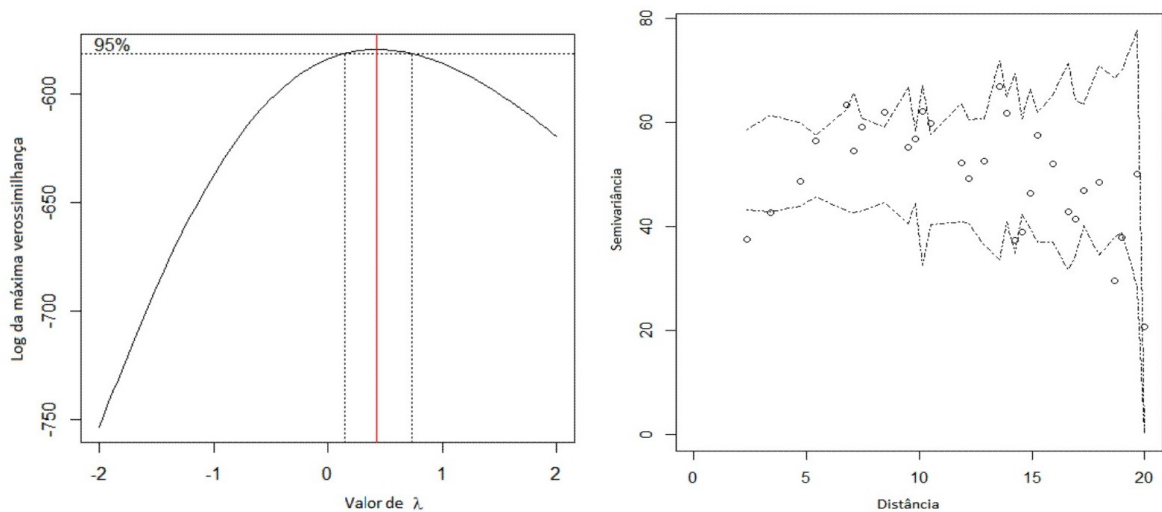 95%
Log da máxima verossimilhança
-600
-650
-700
-750
-2 -1 0 1 2
Valor de λ
Semivariância
80
60
40
20
0
0 5 10 15 20
Distância